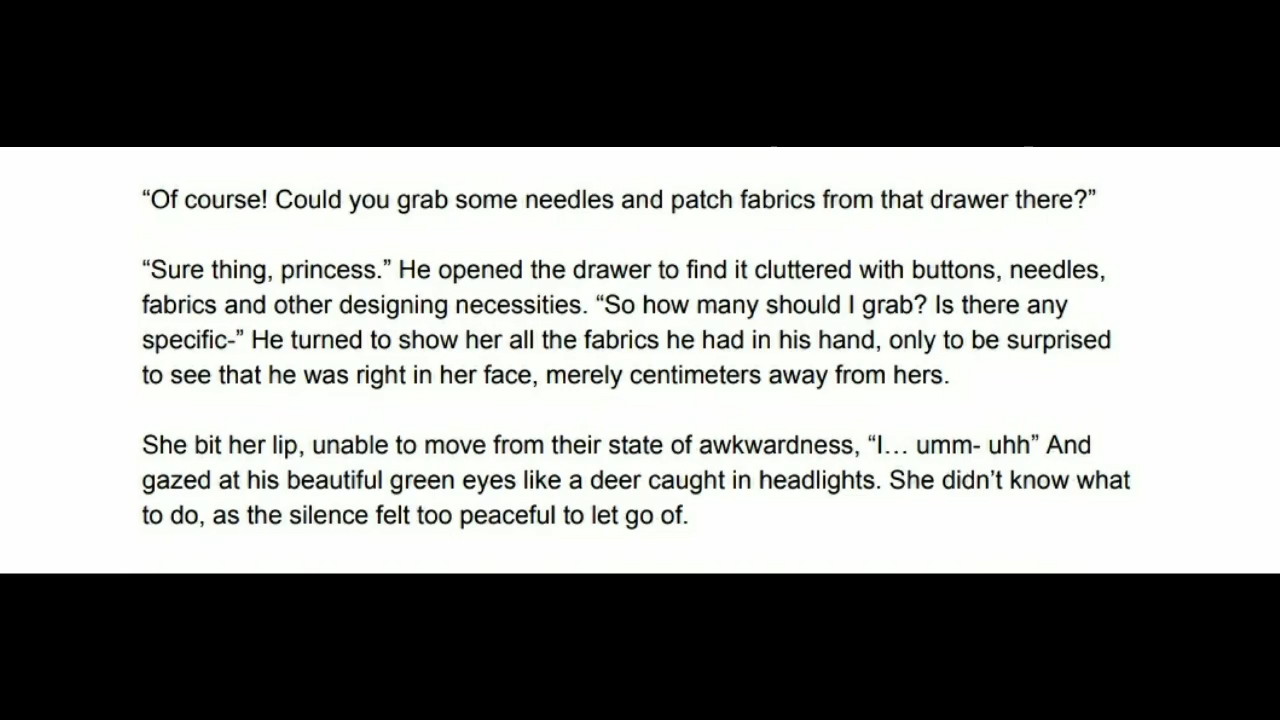 “Of course! Could you grab some needles and patch fabrics from that drawer there?”
“Sure thing, princess.” He opened the drawer to find it cluttered with buttons, needles,
fabrics and other designing necessities. “So how many should I grab? Is there any
specific-” He turned to show her all the fabrics he had in his hand, only to be surprised
to see that he was right in her face, merely centimeters away from hers.
She bit her lip, unable to move from their state of awkwardness, “I… umm- uhh” And
gazed at his beautiful green eyes like a deer caught in headlights. She didn’t know what
to do, as the silence felt too peaceful to let go of.